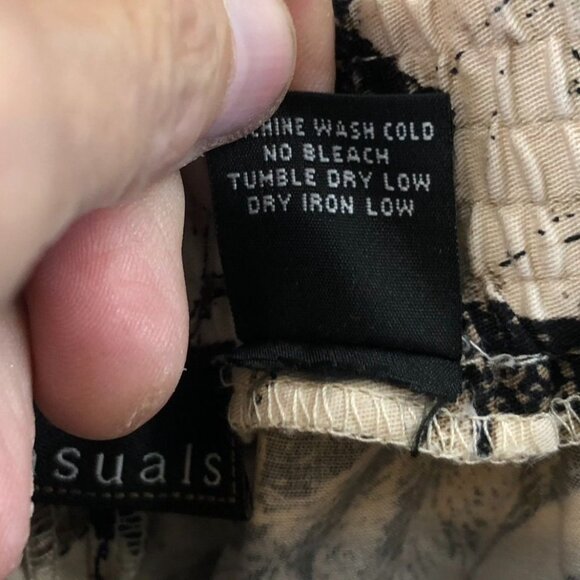 CHINE WASH COLD
NO BLEACH
TUMBLE DRY LOW
DRY IRON LOW
suals